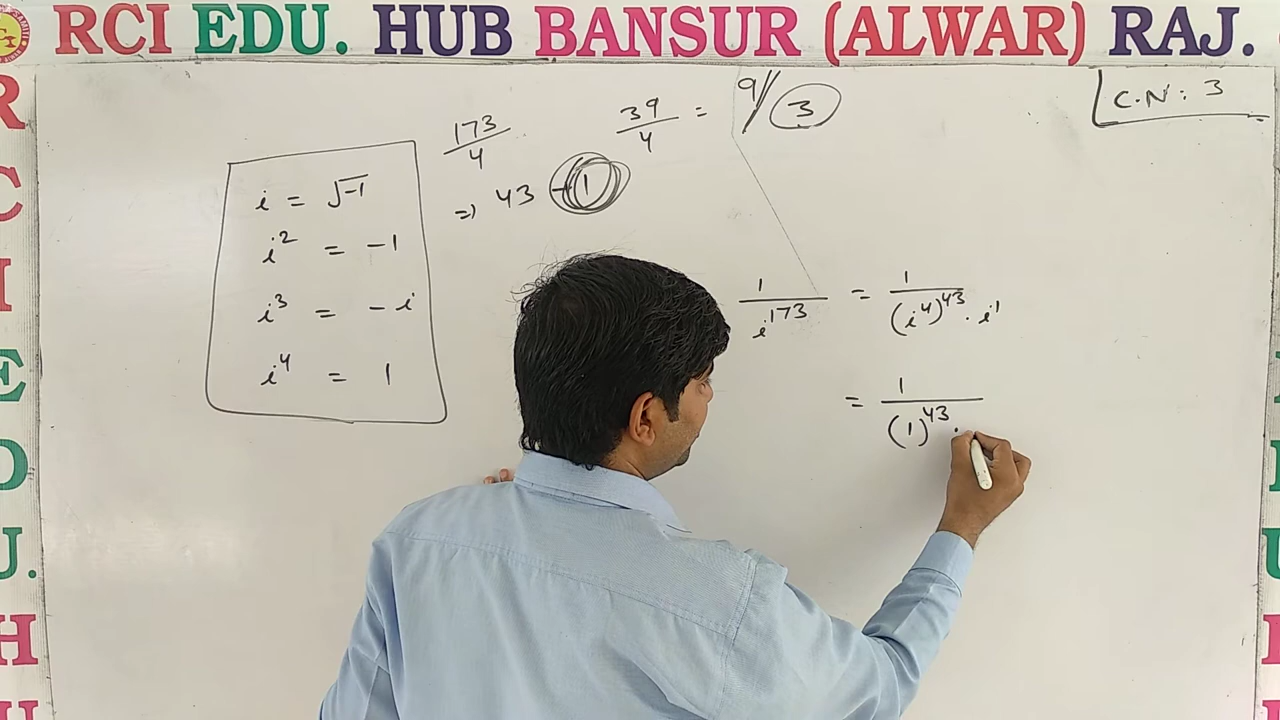 RCI EDU. HUB BANSUR (ALWAR) RAJ.
R
C
I
E
D
U.
H
C.N: 3
173/4
⇒ 43 - 1
39/4 = 9// 3
i = √-1
i² = -1
i³ = -i
i⁴ = 1
1/i¹⁷³ = 1/(i⁴)⁴³ . i¹
= 1/(1)⁴³ .